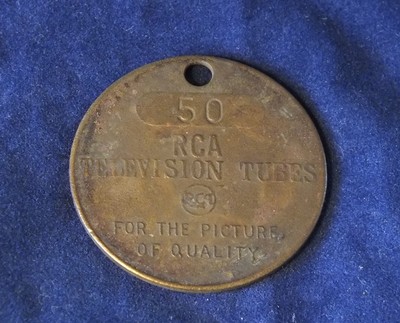 50
RCA
TELEVISION TUBES
RCA
FOR THE PICTURE
OF QUALITY